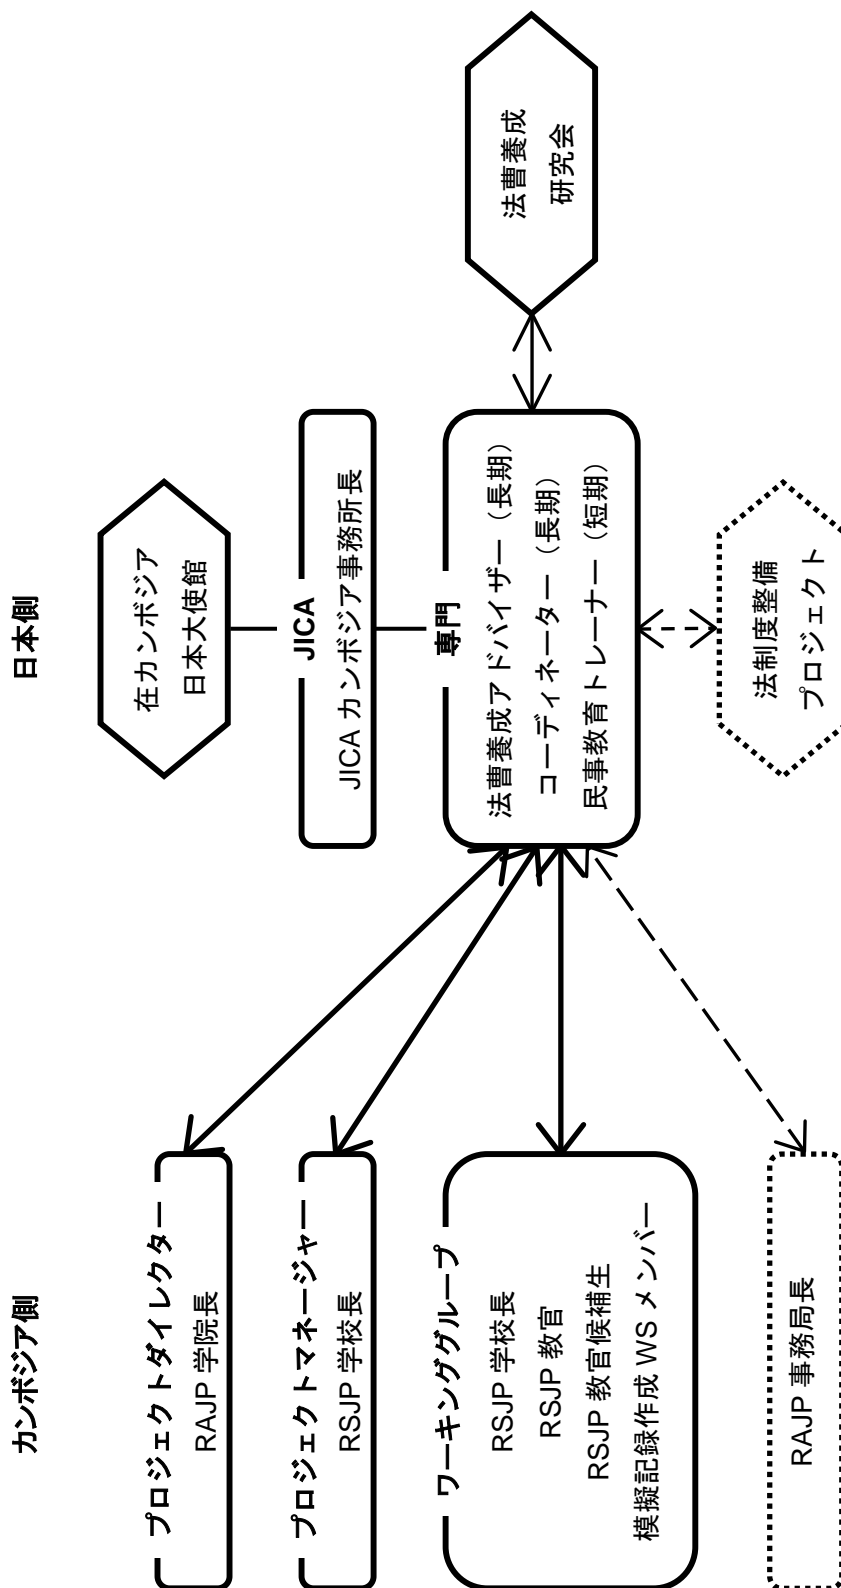 カンボジア側
プロジェクトダイレクター
RAJP 学院長
プロジェクトマネージャー
RSJP 学校長
ワーキンググループ
RSJP 学校長
RSJP 教官
RSJP 教官候補生
模擬記録作成 WS メンバー
RAJP 事務局長
日本側
在カンボジア
日本大使館
JICA
JICA カンボジア事務所長
専門
法曹養成アドバイザー（長期）
コーディネーター（長期）
民事教育トレーナー（短期）
法制度整備
プロジェクト
法曹養成
研究会